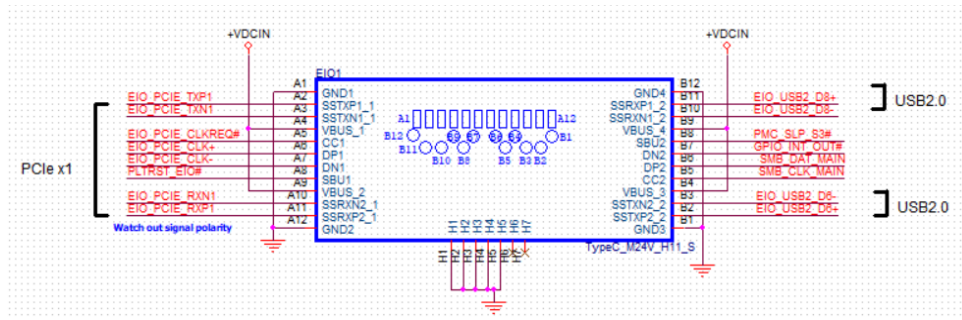 +VDCIN
+VDCIN
EIO1
A1
GND1
GND4
B12
A2
EIO_PCIE_TXP1
SSTXP1_1
SSRXP1_2
B11
EIO_USB2_D8+
A3
EIO_PCIE_TXN1
SSTXN1_1
SSRXN1_2
B10
EIO_USB2_D8-
USB2.0
A4
VBUS_1
VBUS_4
B9
A5
EIO_PCIE_CLKREQ#
CC1
SBU2
B8
PMC_SLP_S3#
A6
EIO_PCIE_CLK+
DP1
DN2
B7
GPIO_INT_OUT#
A7
EIO_PCIE_CLK-
DN1
DP2
B6
SMB_DAT_MAIN
A8
PLTRST_EIO#
SBU1
CC2
B5
SMB_CLK_MAIN
PCIe x1
A9
VBUS_2
VBUS_3
B4
A10
EIO_PCIE_RXN1
SSRXN2_1
SSTXN2_2
B3
EIO_USB2_D6-
A11
EIO_PCIE_RXP1
SSRXP2_1
SSTXP2_2
B2
EIO_USB2_D6+
USB2.0
A12
GND2
GND3
B1
Watch out signal polarity
TypeC_M24V_H11_S
A1
A12
B12
B9
B1
B11
B10
B8
B5
B3
B2
H1
H2
H3
H4
H5
H6
H7
H1
H2
H3
H4
H5
H6